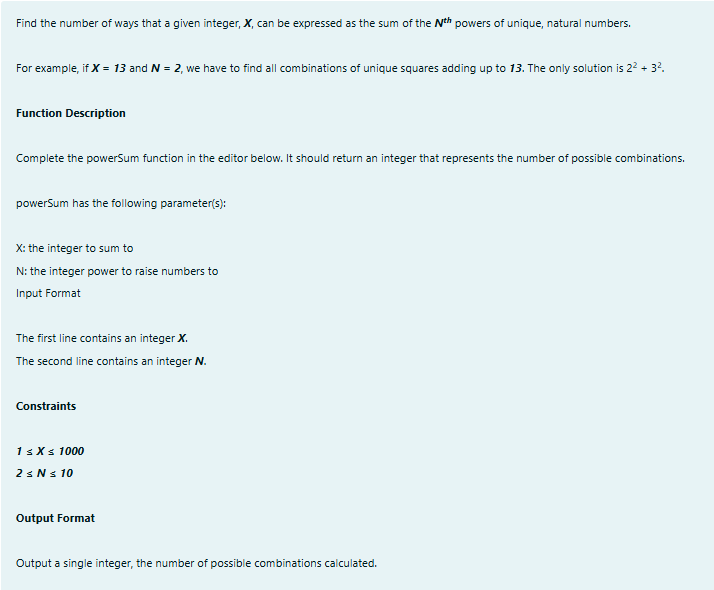 Find the number of ways that a given integer, X, can be expressed as the sum of the Nth powers of unique, natural numbers.
For example, if X = 13 and N = 2, we have to find all combinations of unique squares adding up to 13. The only solution is 2² + 3².
Function Description
Complete the powerSum function in the editor below. It should return an integer that represents the number of possible combinations.
powerSum has the following parameter(s):
X: the integer to sum to
N: the integer power to raise numbers to
Input Format
The first line contains an integer X.
The second line contains an integer N.
Constraints
1 ≤ X ≤ 1000
2 ≤ N ≤ 10
Output Format
Output a single integer, the number of possible combinations calculated.